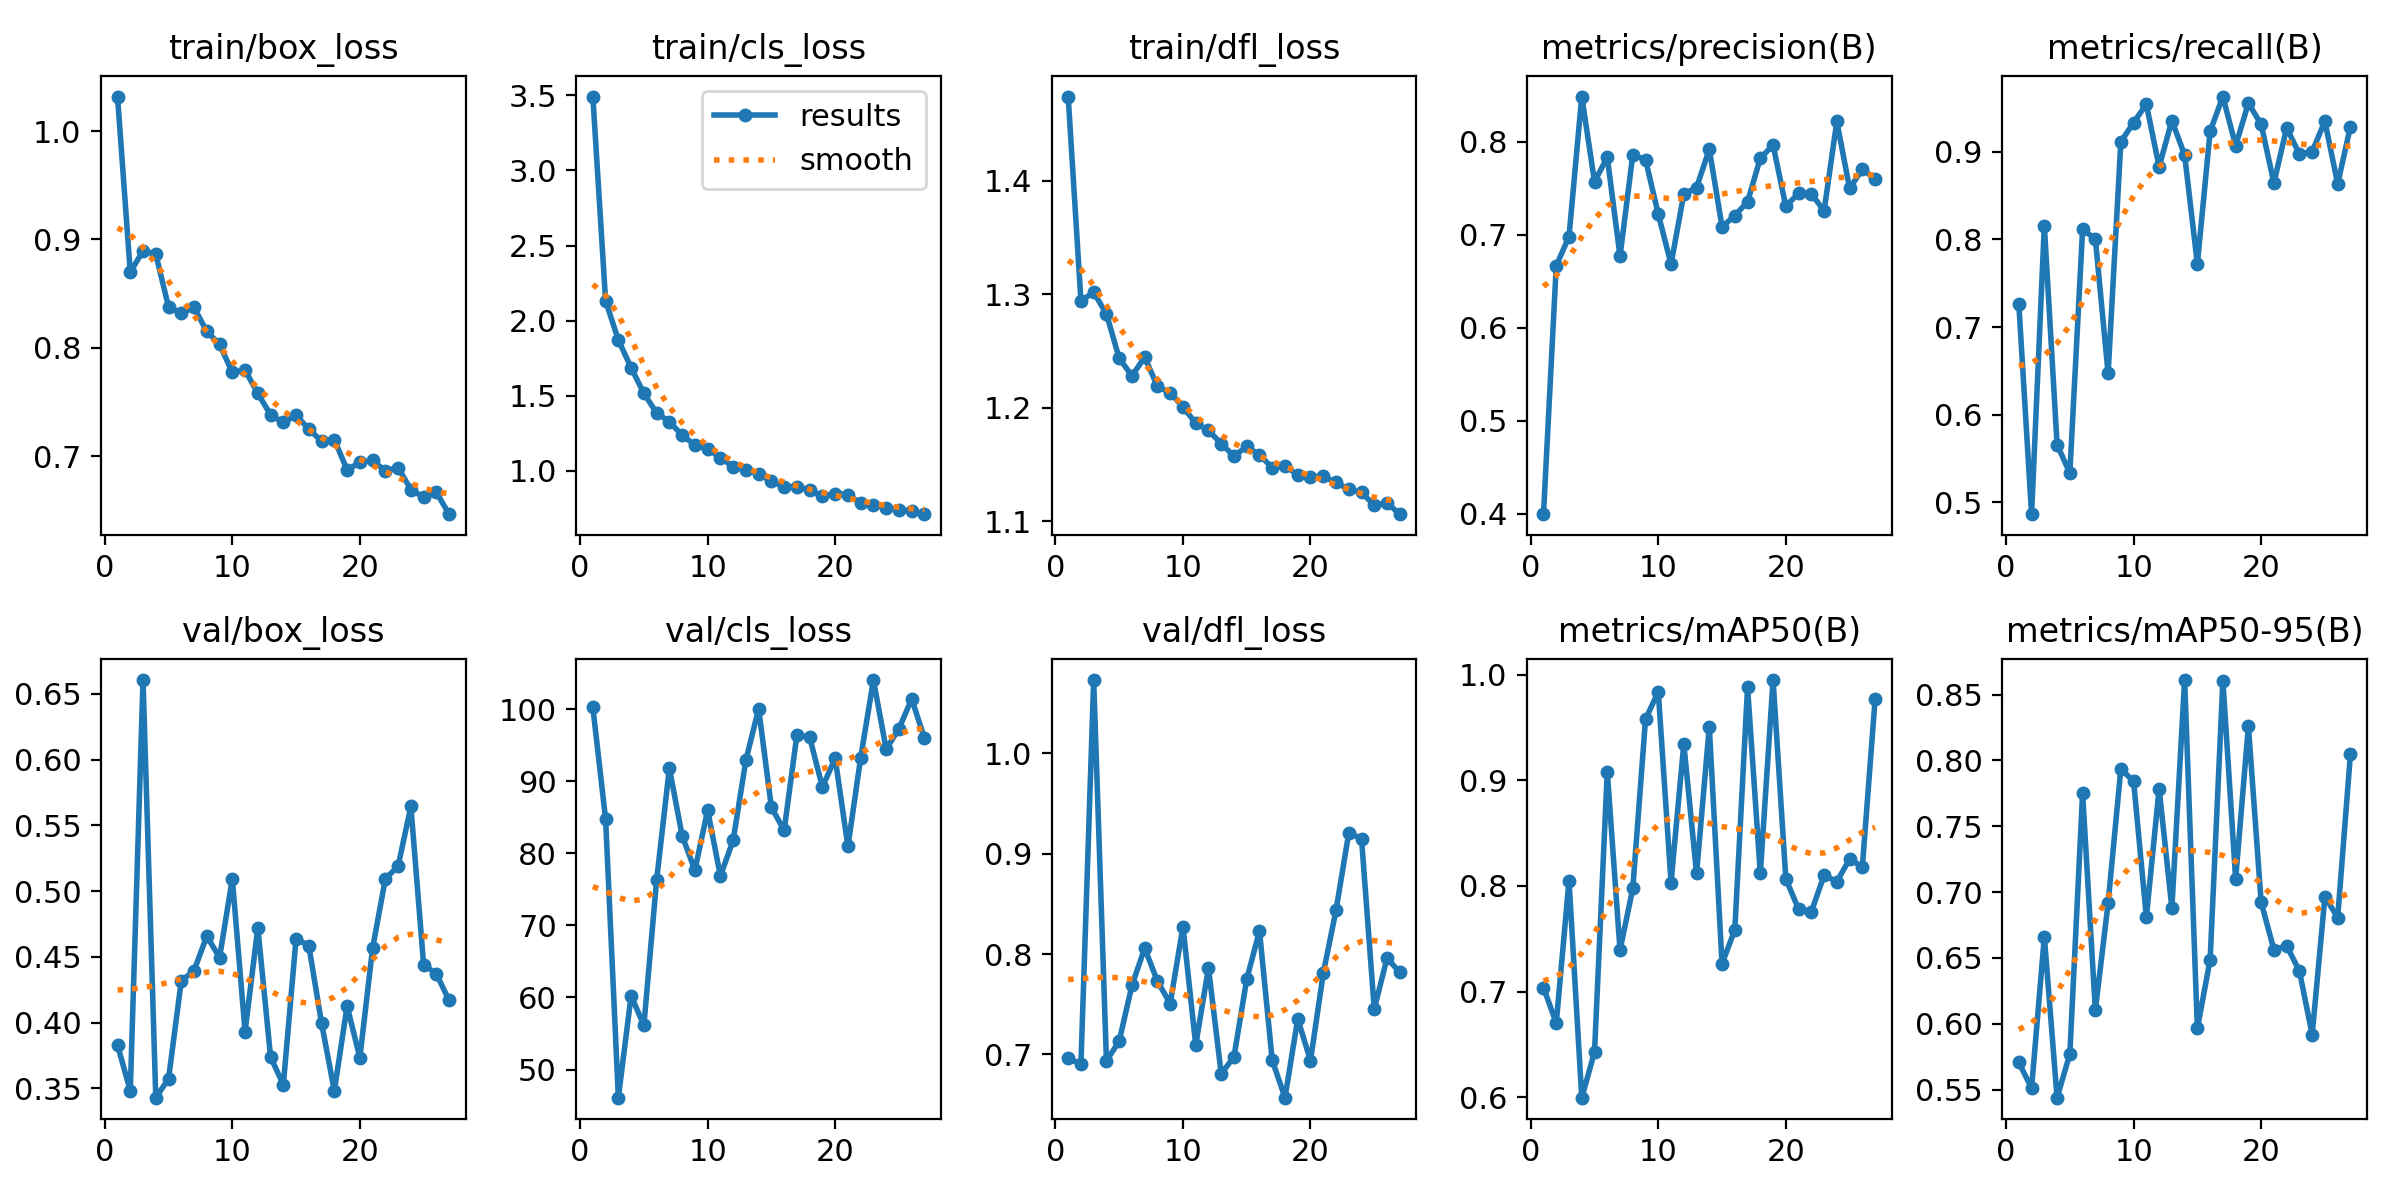 train/box_loss
1.0
0.9
0.8
0.7
0 10 20
train/cls_loss
results
smooth
3.5
3.0
2.5
2.0
1.5
1.0
0 10 20
train/dfl_loss
1.4
1.3
1.2
1.1
0 10 20
metrics/precision(B)
0.8
0.7
0.6
0.5
0.4
0 10 20
metrics/recall(B)
0.9
0.8
0.7
0.6
0.5
0 10 20
val/box_loss
0.65
0.60
0.55
0.50
0.45
0.40
0.35
0 10 20
val/cls_loss
100
90
80
70
60
50
0 10 20
val/dfl_loss
1.0
0.9
0.8
0.7
0 10 20
metrics/mAP50(B)
1.0
0.9
0.8
0.7
0.6
0 10 20
metrics/mAP50-95(B)
0.85
0.80
0.75
0.70
0.65
0.60
0.55
0 10 20